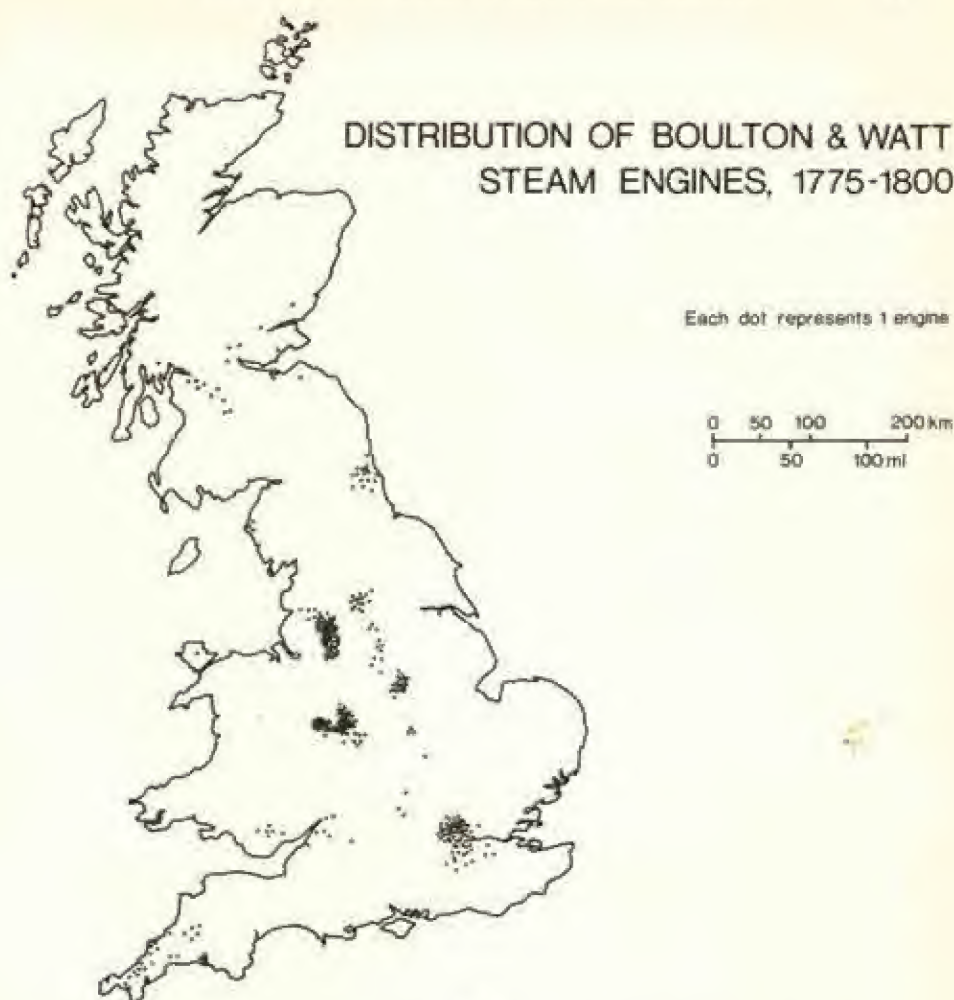 DISTRIBUTION OF BOULTON & WATT
STEAM ENGINES, 1775-1800
Each dot represents 1 engine
0 50 100 200 km
0 50 100 mi